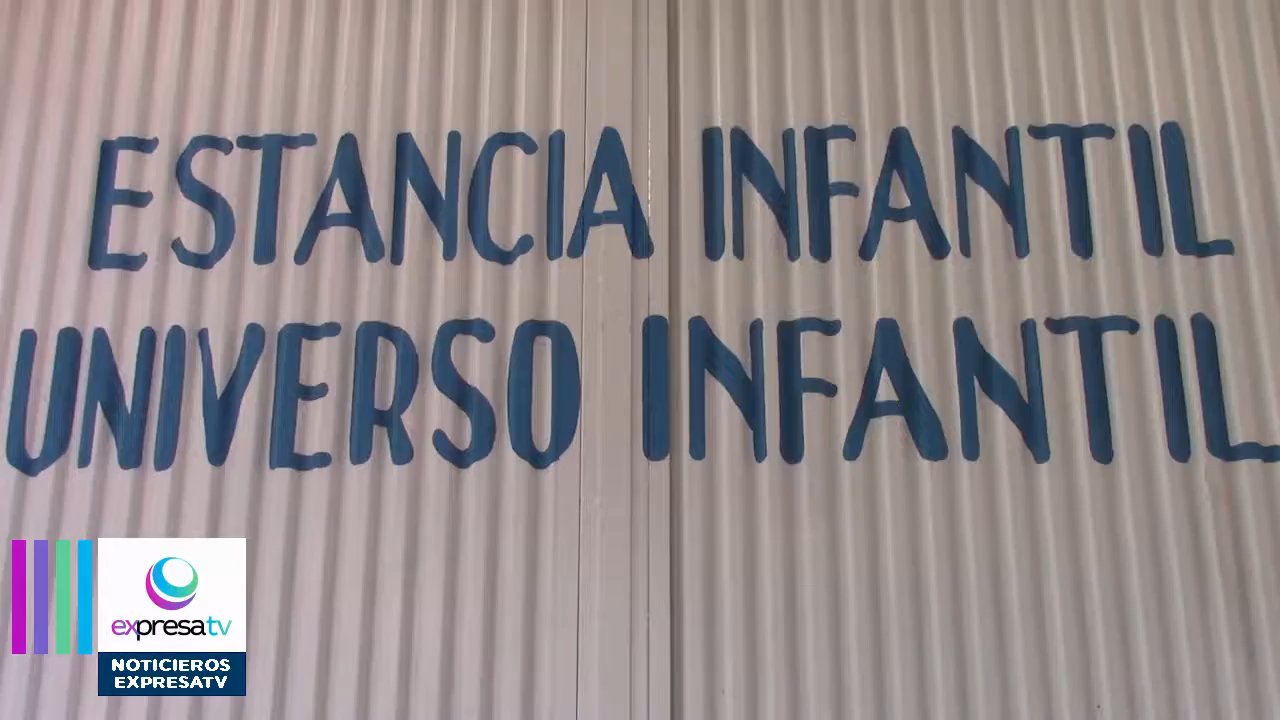 ESTANCIA INFANTIL
UNIVERSO INFANTIL
expresatv
NOTICIEROS
EXPRESATV